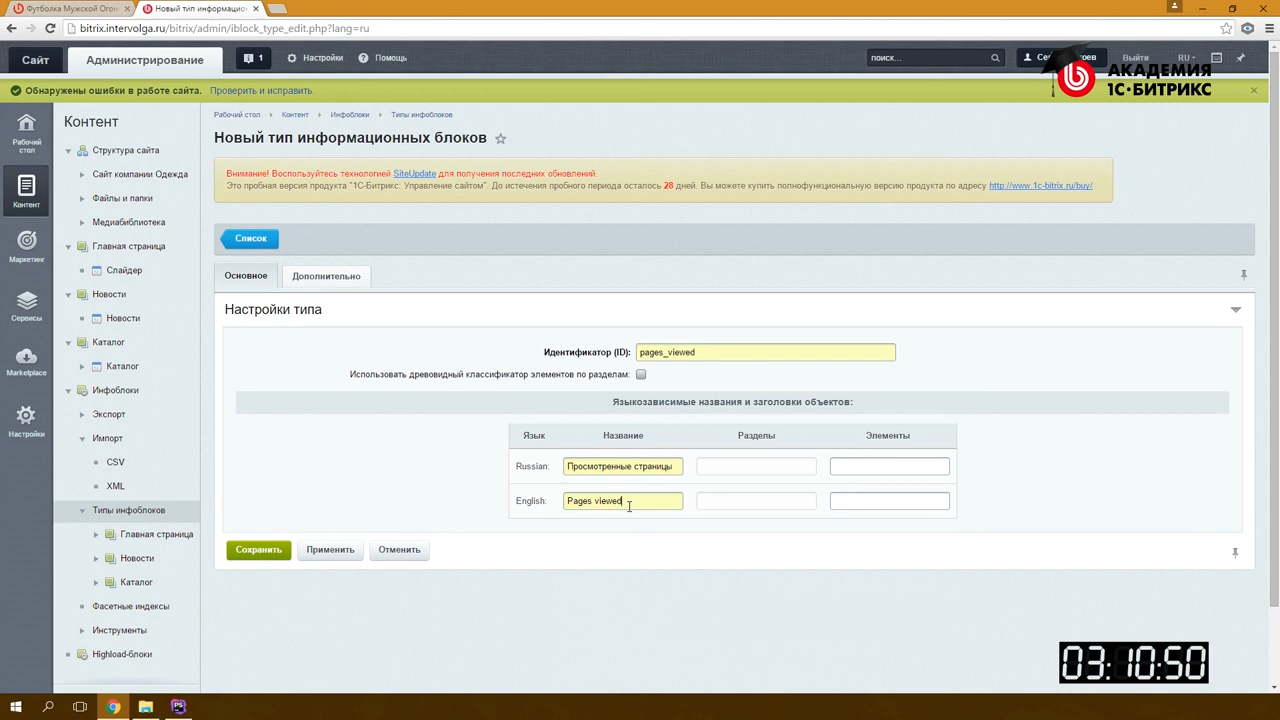 Футболка Мужской Огон
Новый тип информацион
bitrix.intervolga.ru/bitrix/admin/iblock_type_edit.php?lang=ru
Сайт
Администрирование
1
Настройки
Помощь
поиск...
Выйти
RU
АКАДЕМИЯ
1С·БИТРИКС
Обнаружены ошибки в работе сайта. Проверить и исправить.
Рабочий стол
Контент
Маркетинг
Сервисы
Marketplace
Настройки
Контент
Структура сайта
Сайт компании Одежда
Файлы и папки
Медиабиблиотека
Главная страница
Слайдер
Новости
Новости
Каталог
Каталог
Инфоблоки
Экспорт
Импорт
CSV
XML
Типы инфоблоков
Главная страница
Новости
Каталог
Фасетные индексы
Инструменты
Highload-блоки
Рабочий стол Контент Инфоблоки Типы инфоблоков
Новый тип информационных блоков
Внимание! Воспользуйтесь технологией SiteUpdate для получения последних обновлений.
Это пробная версия продукта "1С-Битрикс: Управление сайтом". До истечения пробного периода осталось 28 дней. Вы можете купить полнофункциональную версию продукта по адресу http://www.1c-bitrix.ru/buy/
Список
Основное
Дополнительно
Настройки типа
Идентификатор (ID): pages_viewed
Использовать древовидный классификатор элементов по разделам:
Языкозависимые названия и заголовки объектов:
Язык Название Разделы Элементы
Russian: Просмотренные страницы
English: Pages viewed
Сохранить
Применить
Отменить
03:10:50
PS